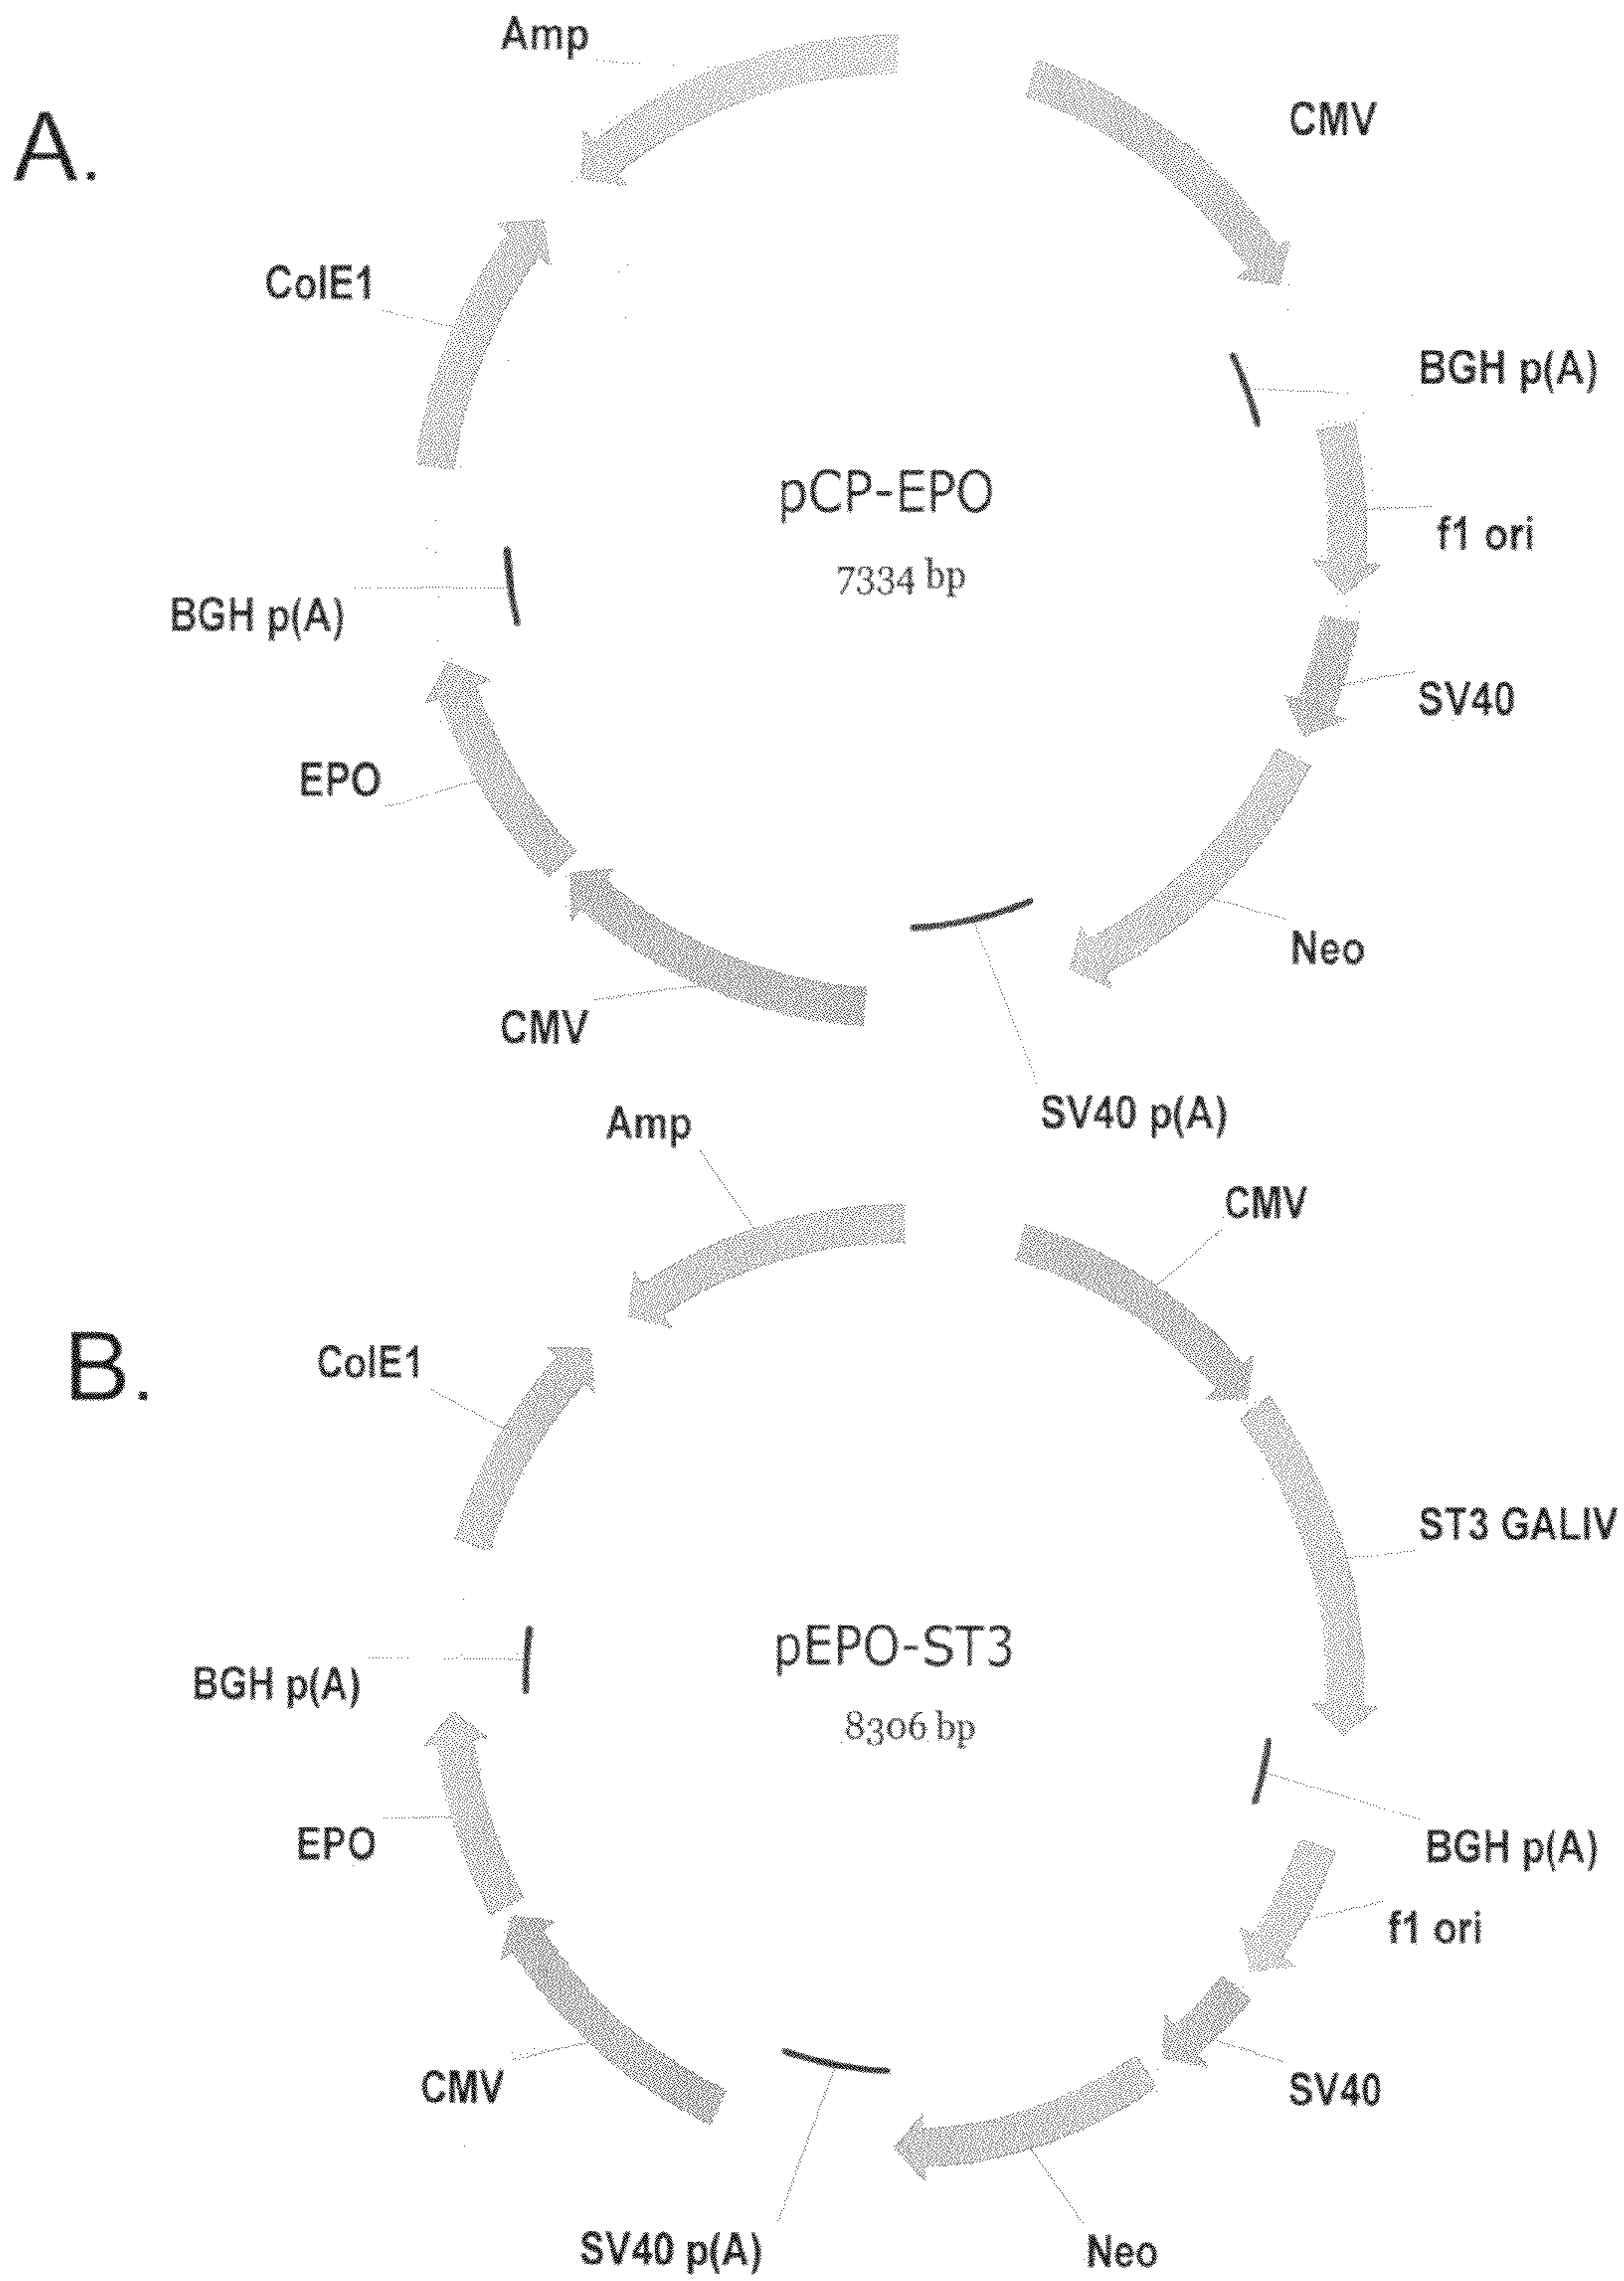 Amp
CMV
A.
ColE1
BGH p(A)
pCP-EPO
f1 ori
7334 bp
BGH p(A)
SV40
EPO
Neo
CMV
SV40 p(A)
Amp
CMV
B.
ColE1
ST3 GALIV
pEPO-ST3
BGH p(A)
8306 bp
EPO
BGH p(A)
f1 ori
CMV
SV40
SV40 p(A)
Neo